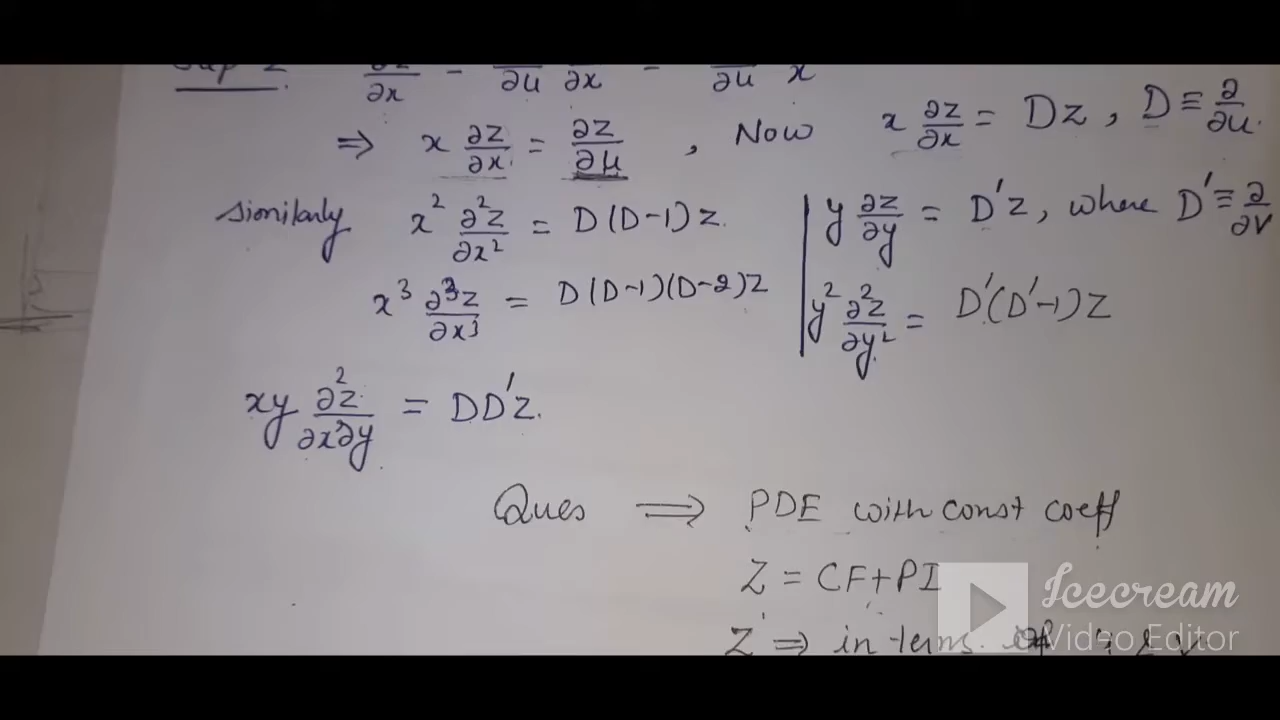 ∂x ∂u ∂x ∂u x
⇒ x ∂z/∂x = ∂z/∂u , Now x ∂z/∂x = Dz, D ≡ ∂/∂u.
Similarly x² ∂²z/∂x² = D(D-1)z. | y ∂z/∂y = D'z, where D' ≡ ∂/∂v
x³ ∂³z/∂x³ = D(D-1)(D-2)z | y² ∂²z/∂y² = D'(D'-1)z
xy ∂²z/∂x∂y = DD'z.
Ques ⟹ PDE with const coeff
Z = CF+PI
Icecream
Video Editor
Z ⇒ in terms of